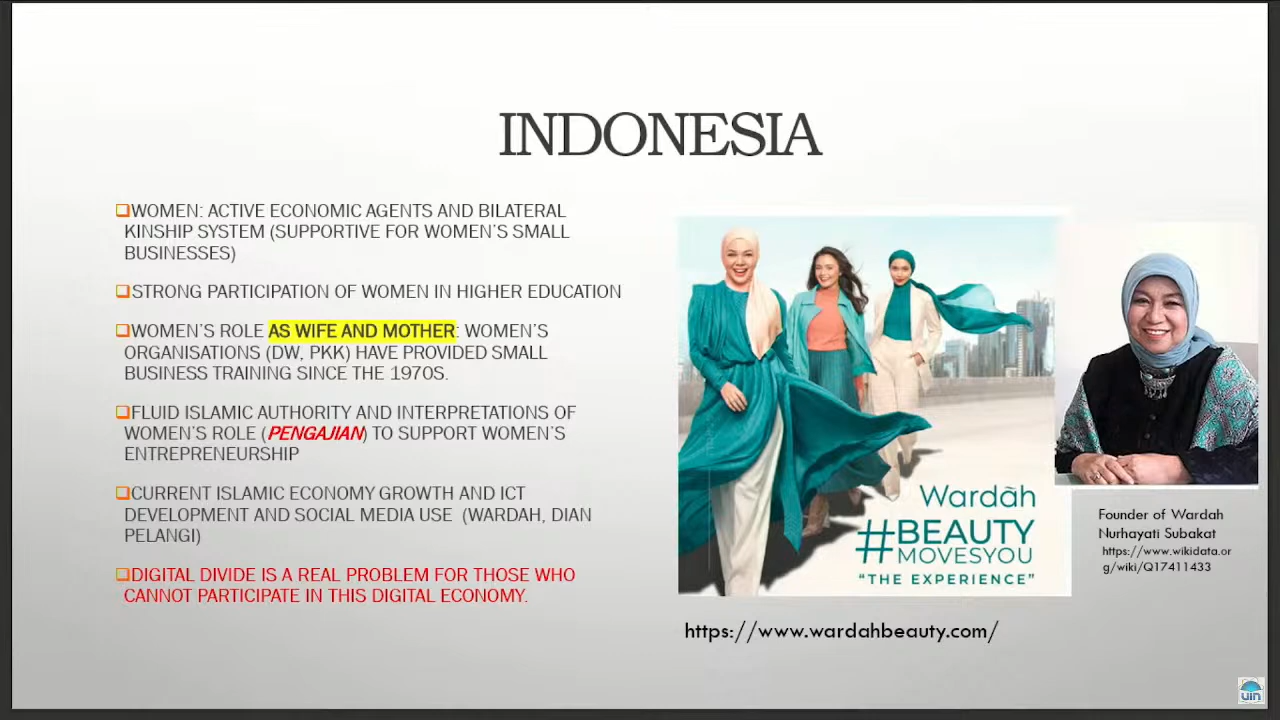 INDONESIA
WOMEN: ACTIVE ECONOMIC AGENTS AND BILATERAL
KINSHIP SYSTEM (SUPPORTIVE FOR WOMEN'S SMALL
BUSINESSES)
STRONG PARTICIPATION OF WOMEN IN HIGHER EDUCATION
WOMEN'S ROLE AS WIFE AND MOTHER: WOMEN'S
ORGANISATIONS (DW, PKK) HAVE PROVIDED SMALL
BUSINESS TRAINING SINCE THE 1970S.
FLUID ISLAMIC AUTHORITY AND INTERPRETATIONS OF
WOMEN'S ROLE (PENGAJIAN) TO SUPPORT WOMEN'S
ENTREPRENEURSHIP
CURRENT ISLAMIC ECONOMY GROWTH AND ICT
DEVELOPMENT AND SOCIAL MEDIA USE (WARDAH, DIAN
PELANGI)
DIGITAL DIVIDE IS A REAL PROBLEM FOR THOSE WHO
CANNOT PARTICIPATE IN THIS DIGITAL ECONOMY.
Wardãh
#BEAUTY
MOVESYOU
"THE EXPERIENCE"
https://www.wardahbeauty.com/
Founder of Wardah
Nurhayati Subakat
https://www.wikidata.or
g/wiki/Q17411433
uin